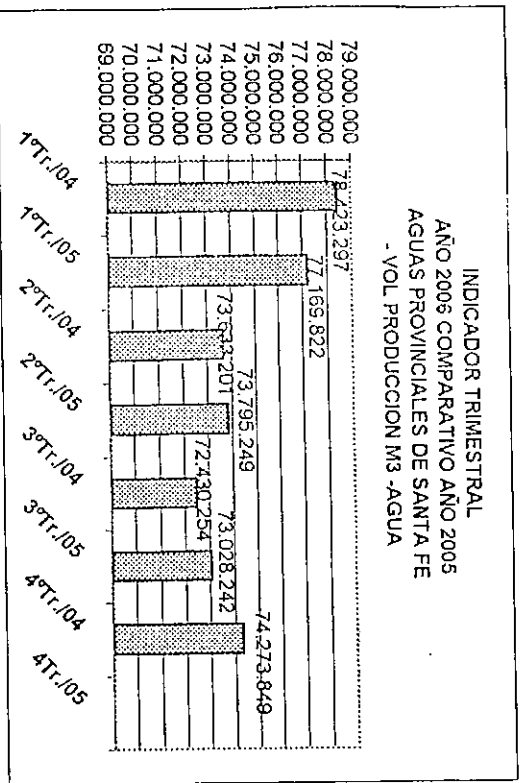 INDICADOR TRIMESTRAL
AÑO 2006 COMPARATIVO AÑO 2005
AGUAS PROVINCIALES DE SANTA FE
- VOL PRODUCCION M3 -AGUA
79.000.000
78.000.000
77.000.000
76.000.000
75.000.000
74.000.000
73.000.000
72.000.000
71.000.000
70.000.000
69.000.000
78.423.297
77.169.822
73.633.201
73.795.249
72.430.254
73.028.242
74.273.849
1ºTr./04
1ºTr./05
2ºTr./04
2ºTr./05
3ºTr./04
3ºTr./05
4ºTr./04
4Tr./05